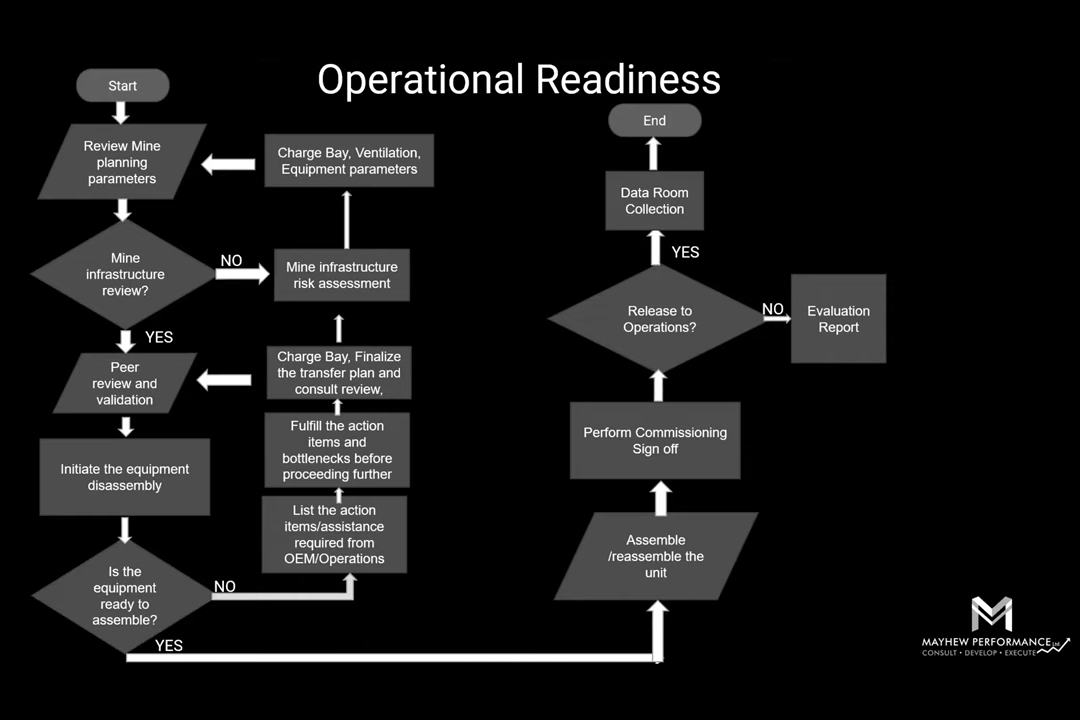 Operational Readiness
Start
Review Mine
planning
parameters
Charge Bay, Ventilation,
Equipment parameters
Mine
infrastructure
review?
NO
Mine infrastructure
risk assessment
YES
Peer
review and
validation
Charge Bay, Finalize
the transfer plan and
consult review,
Initiate the equipment
disassembly
Fulfill the action
items and
bottlenecks before
proceeding further
List the action
items/assistance
required from
OEM/Operations
Is the
equipment
ready to
assemble?
NO
YES
End
Data Room
Collection
YES
Release to
Operations?
NO
Evaluation
Report
Perform Commissioning
Sign off
Assemble
/reassemble the
unit
MAYHEW PERFORMANCE Ltd
CONSULT • DEVELOP • EXECUTE